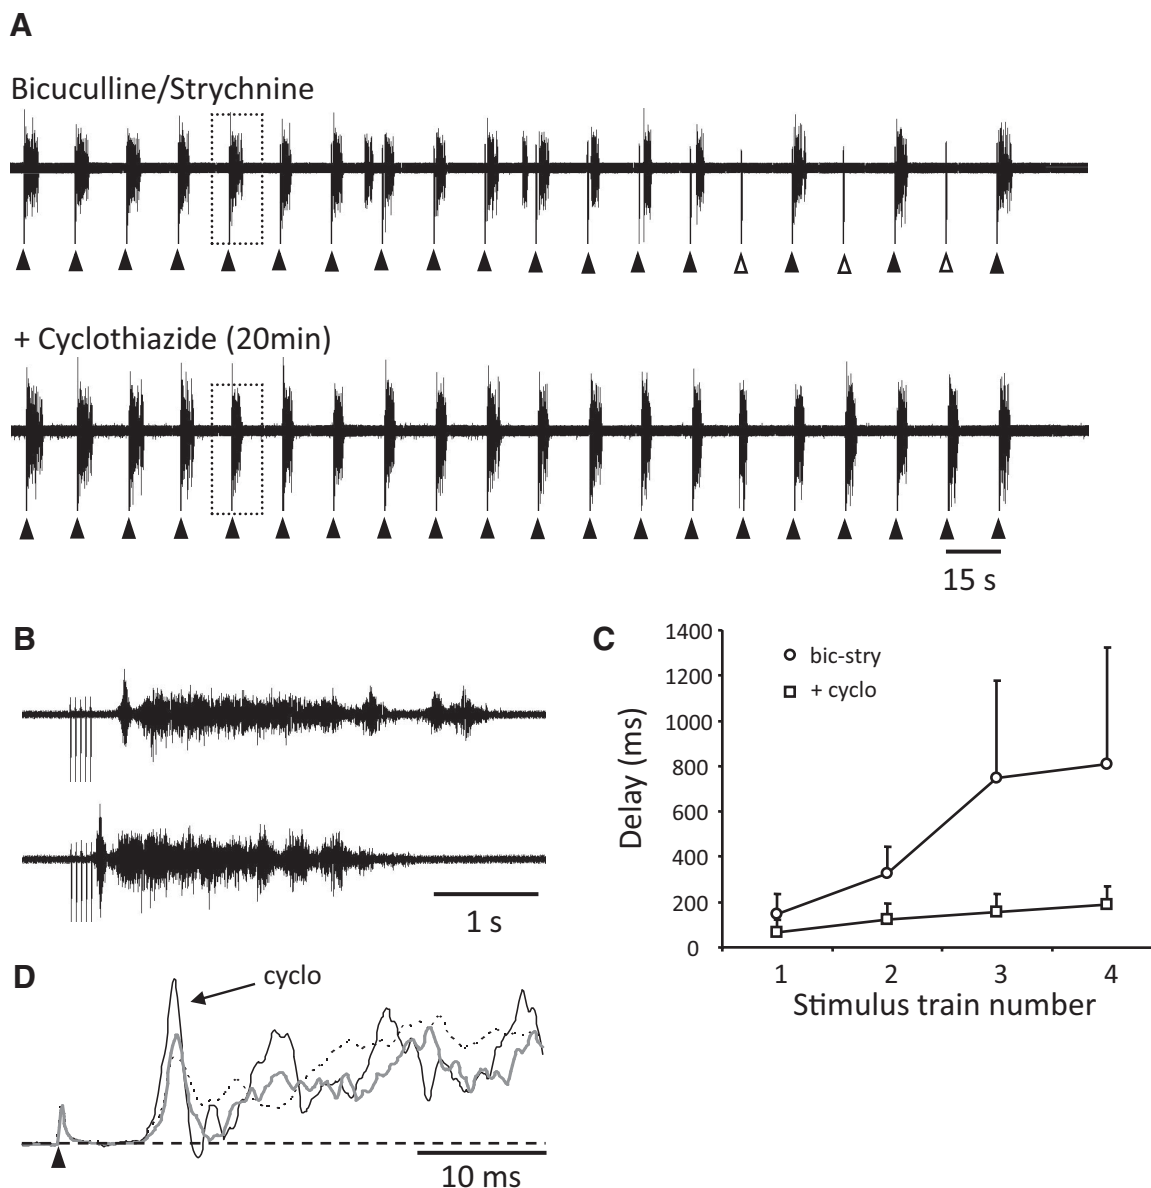 A
Bicuculline/Strychnine
+ Cyclothiazide (20min)
15 s
B
1 s
C
1400
1200
1000
800
600
400
200
0
Delay (ms)
bic-stry
+ cyclo
1 2 3 4
Stimulus train number
D
cyclo
10 ms